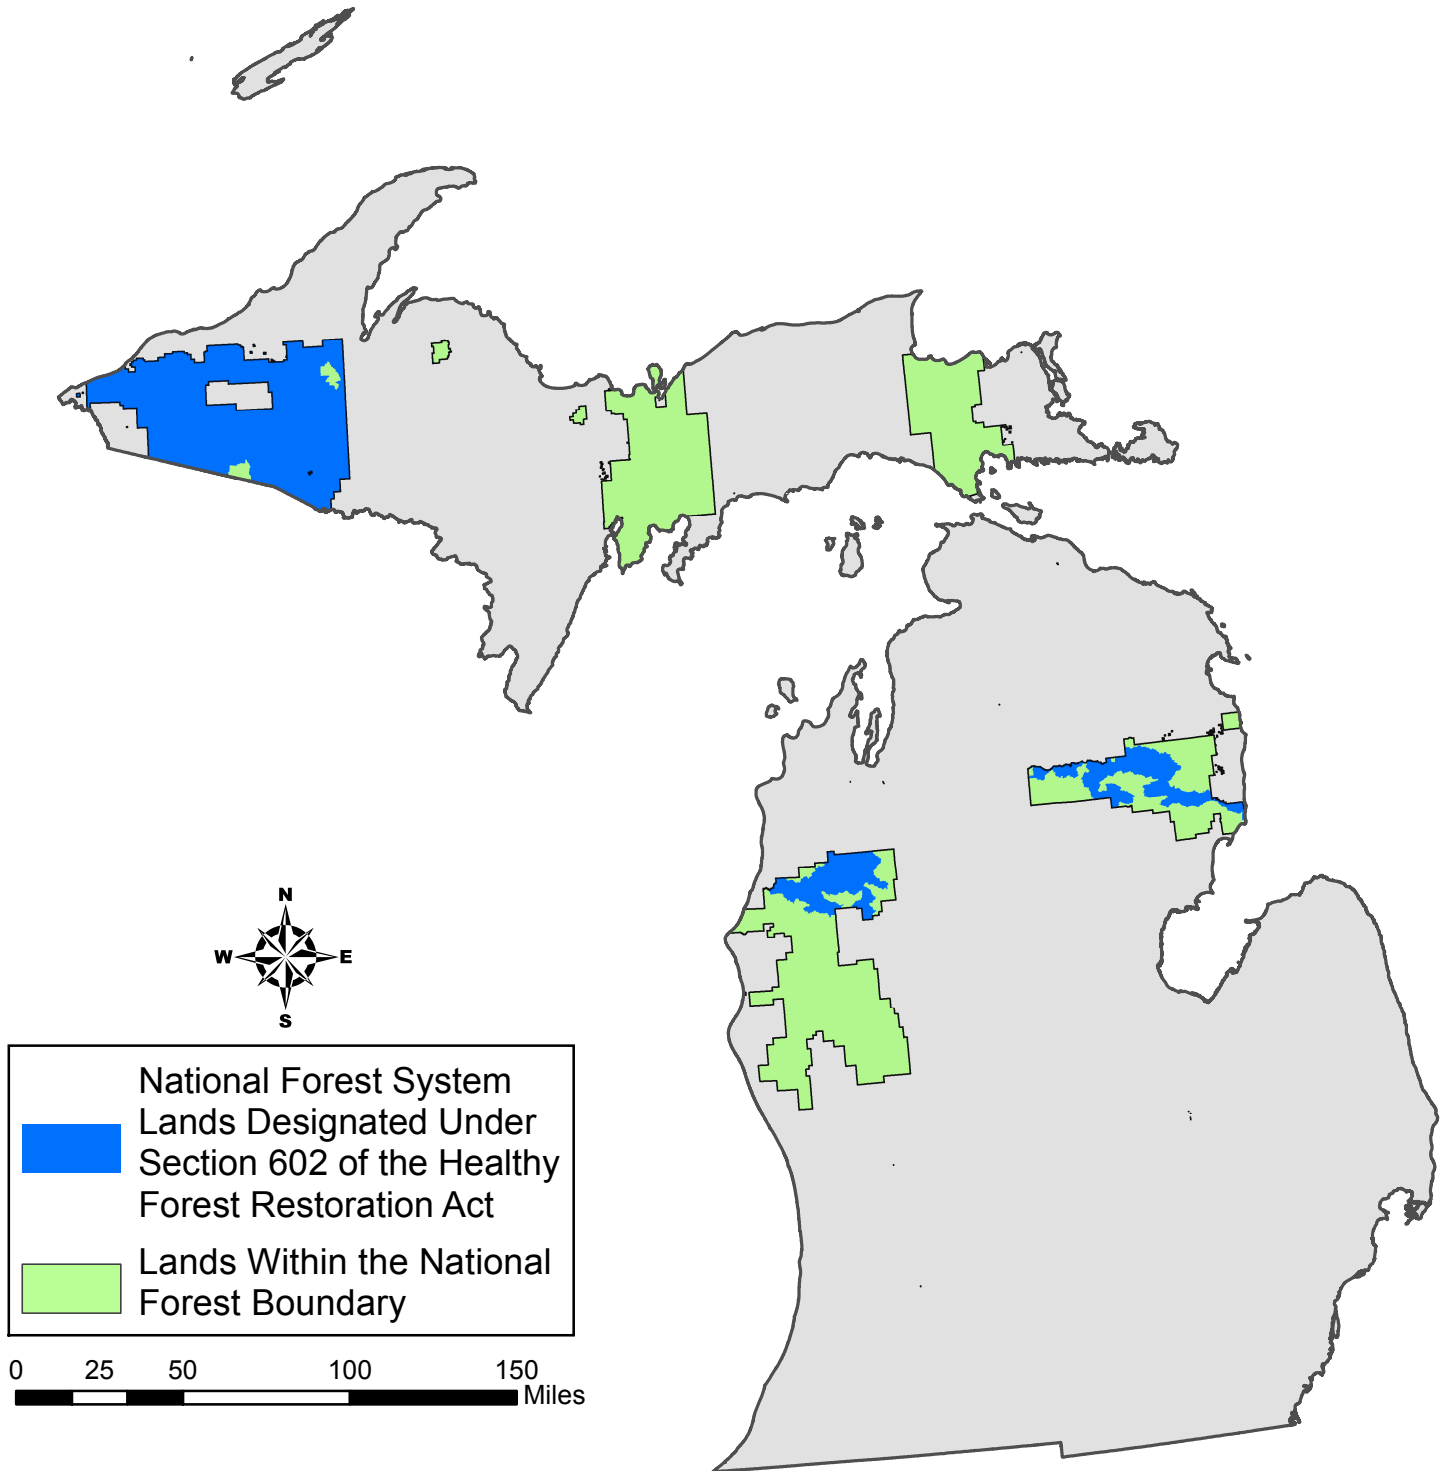 N
W E
S
National Forest System
Lands Designated Under
Section 602 of the Healthy
Forest Restoration Act
Lands Within the National
Forest Boundary
0 25 50 100 150
Miles